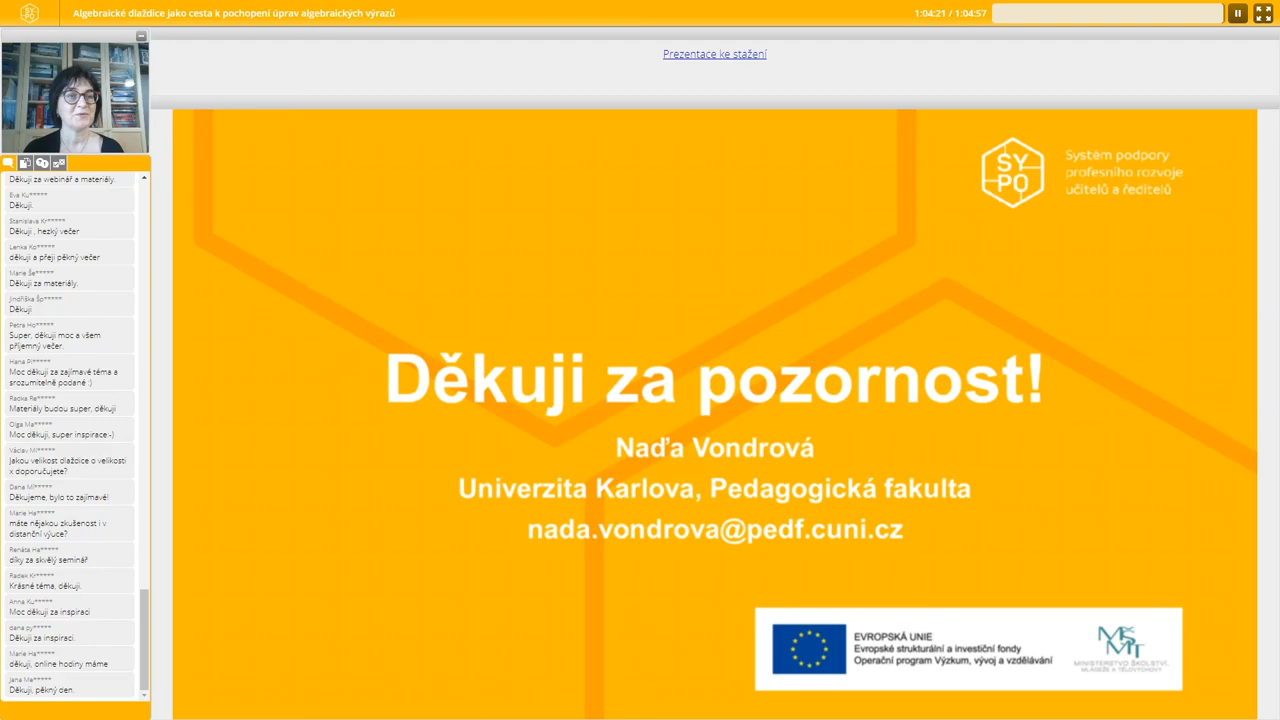 Algebraické dlaždice jako cesta k pochopení úprav algebraických výrazů
1:04:21 / 1:04:57
Prezentace ke stažení
SY
PO
Systém podpory
profesního rozvoje
učitelů a ředitelů
Děkuji za pozornost!
Naďa Vondrová
Univerzita Karlova, Pedagogická fakulta
nada.vondrova@pedf.cuni.cz
EVROPSKÁ UNIE
Evropské strukturální a investiční fondy
Operační program Výzkum, vývoj a vzdělávání
MINISTERSTVO ŠKOLSTVÍ,
MLÁDEŽE A TĚLOVÝCHOVY
Děkuji za webinář a materiály.
Eva Ku*****
Děkuji.
Stanislava Kr*****
Děkuji , hezký večer
Lenka Ko*****
děkuji a přeji pěkný večer
Marie Še*****
Děkuji za materiály.
Jindřiška Šp*****
Děkuji
Petra Ho*****
Super, děkuji moc a všem
příjemný večer.
Hana Pi*****
Moc děkuji za zajímavé téma a
srozumitelně podané :)
Radka Re*****
Materiály budou super, děkuji
Olga Ma*****
Moc děkuji, super inspirace:-)
Václav Mi*****
Jakou velikost dlaždice o velikosti
x doporučujete?
Dana Mi*****
Děkujeme, bylo to zajímavé!
Marie Ha*****
máte nějakou zkušenost i v
distanční výuce?
Renáta Ha*****
díky za skvělý seminář
Radek Kr*****
Krásné téma, děkuji.
Anna Ku*****
Moc děkuji za inspiraci
dana py*****
Děkuji za inspiraci.
Marie Ha*****
děkuji, online hodiny máme
Jana Me*****
Děkuji, pěkný den.